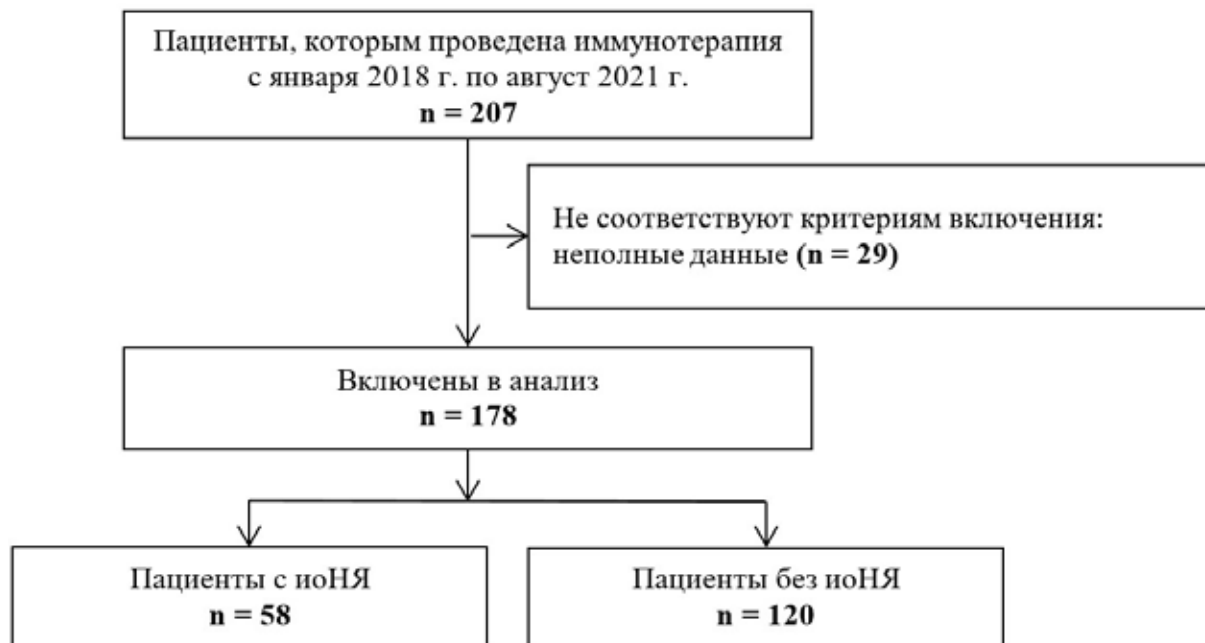 Пациенты, которым проведена иммунотерапия
с января 2018 г. по август 2021 г.
n = 207
Не соответствуют критериям включения:
неполные данные (n = 29)
Включены в анализ
n = 178
Пациенты с иоНЯ
n = 58
Пациенты без иоНЯ
n = 120